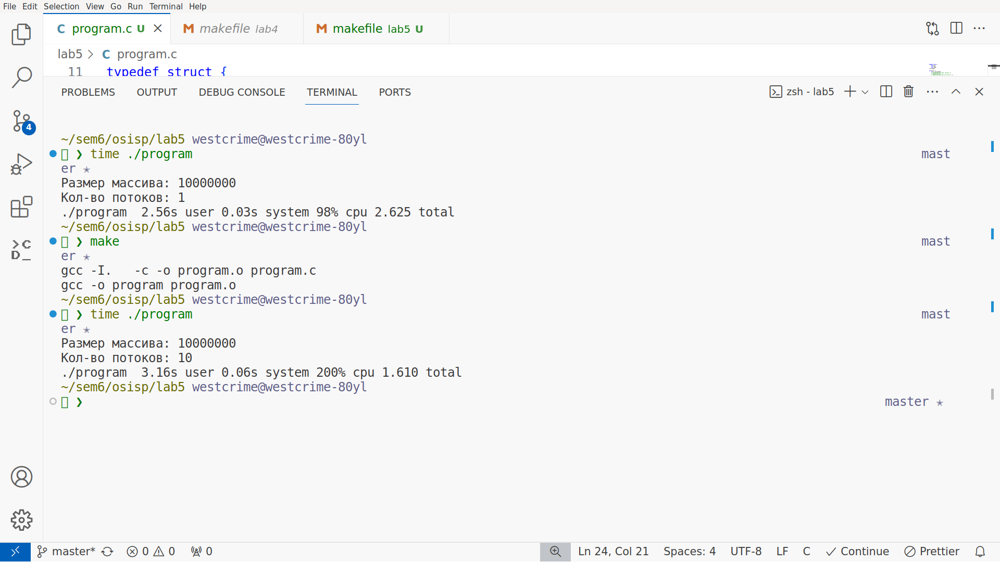 File Edit Selection View Go Run Terminal Help
C program.c U M makefile lab4 M makefile lab5 U
lab5 > C program.c
11 typedef struct {
PROBLEMS OUTPUT DEBUG CONSOLE TERMINAL PORTS zsh - lab5
~/sem6/osisp/lab5 westcrime@westcrime-80yl
❯ time ./program mast
er ✭
Размер массива: 10000000
Кол-во потоков: 1
./program  2.56s user 0.03s system 98% cpu 2.625 total
~/sem6/osisp/lab5 westcrime@westcrime-80yl
❯ make mast
er ✭
gcc -I.   -c -o program.o program.c
gcc -o program program.o
~/sem6/osisp/lab5 westcrime@westcrime-80yl
❯ time ./program mast
er ✭
Размер массива: 10000000
Кол-во потоков: 10
./program  3.16s user 0.06s system 200% cpu 1.610 total
~/sem6/osisp/lab5 westcrime@westcrime-80yl
❯ master ✭
4
>C
D_
master* 0 0 0 Ln 24, Col 21 Spaces: 4 UTF-8 LF C Continue Prettier